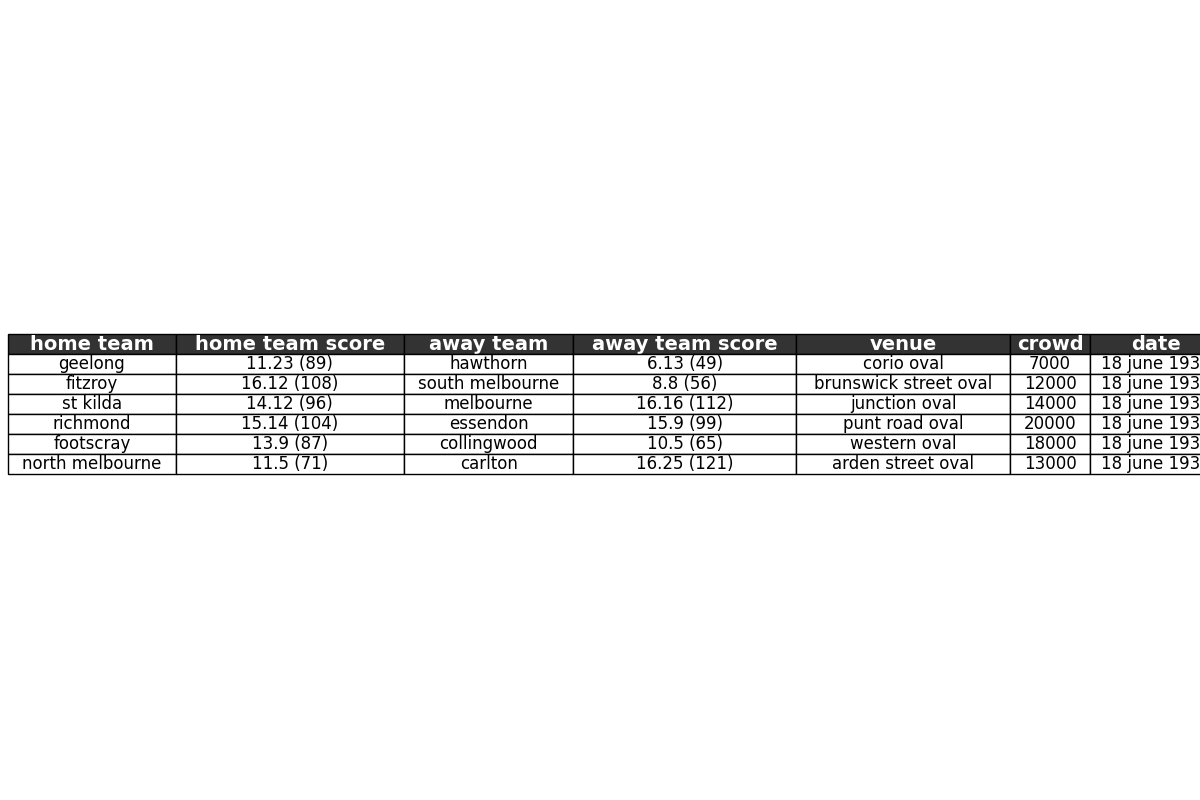 home team home team score away team away team score venue crowd date
geelong 11.23 (89) hawthorn 6.13 (49) corio oval 7000 18 june 193
fitzroy 16.12 (108) south melbourne 8.8 (56) brunswick street oval 12000 18 june 193
st kilda 14.12 (96) melbourne 16.16 (112) junction oval 14000 18 june 193
richmond 15.14 (104) essendon 15.9 (99) punt road oval 20000 18 june 193
footscray 13.9 (87) collingwood 10.5 (65) western oval 18000 18 june 193
north melbourne 11.5 (71) carlton 16.25 (121) arden street oval 13000 18 june 193